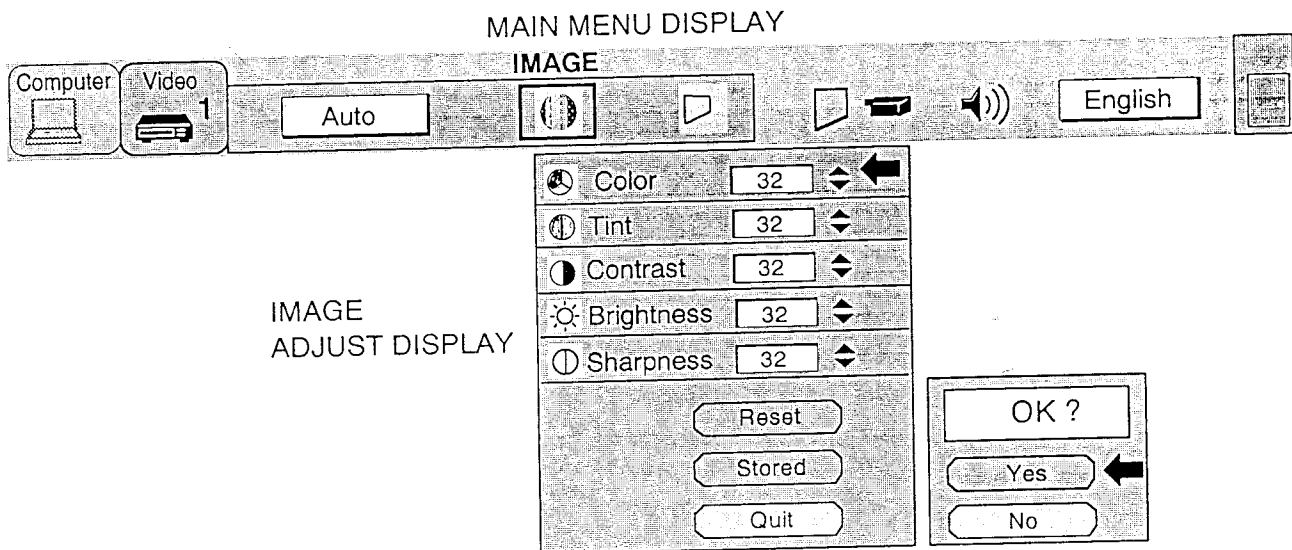 MAIN MENU DISPLAY
IMAGE
Computer
Video
1
Auto
English
Color 32
Tint 32
Contrast 32
Brightness 32
Sharpness 32
IMAGE
ADJUST DISPLAY
Reset
Stored
Quit
OK ?
Yes
No